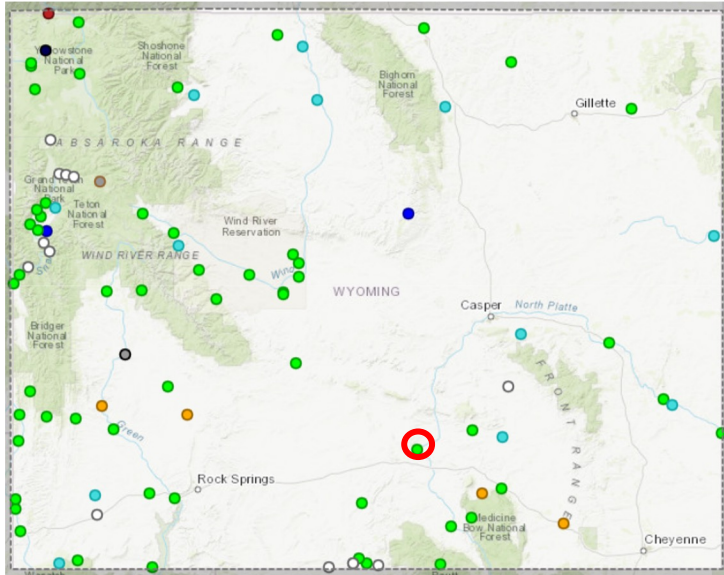 Yellowstone
National
Park
Shoshone
National
Forest
Bighorn
National
Forest
Gillette
ABSAROKA RANGE
Grand Teton
National
Park
Teton
National
Forest
Wind River
Reservation
WIND RIVER RANGE
Wind
WYOMING
Casper
North Platte
Bridger
National
Forest
FRONT RANGE
Green
Rock Springs
Medicine
Bow National
Forest
Cheyenne